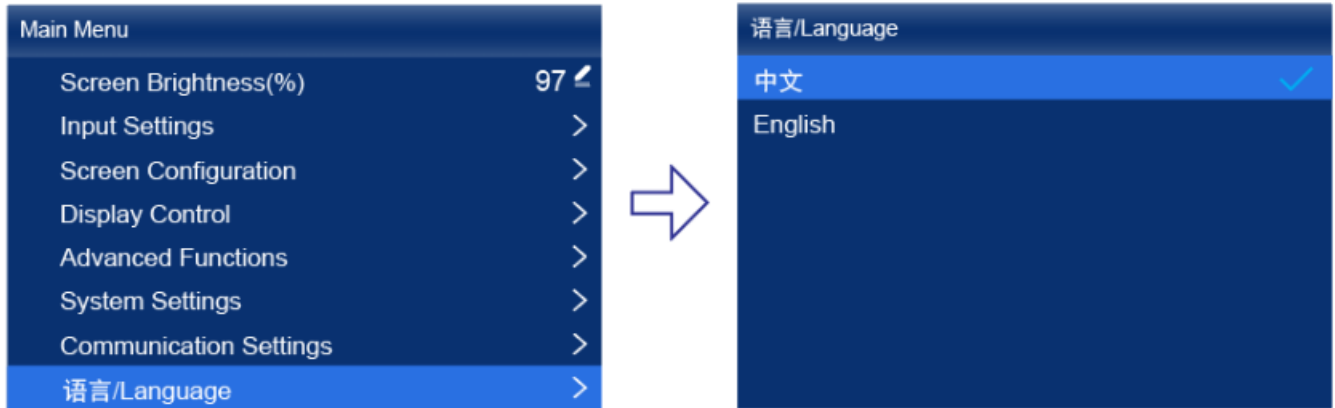 Main Menu
Screen Brightness(%) 97
Input Settings
Screen Configuration
Display Control
Advanced Functions
System Settings
Communication Settings
语言/Language
语言/Language
中文
English